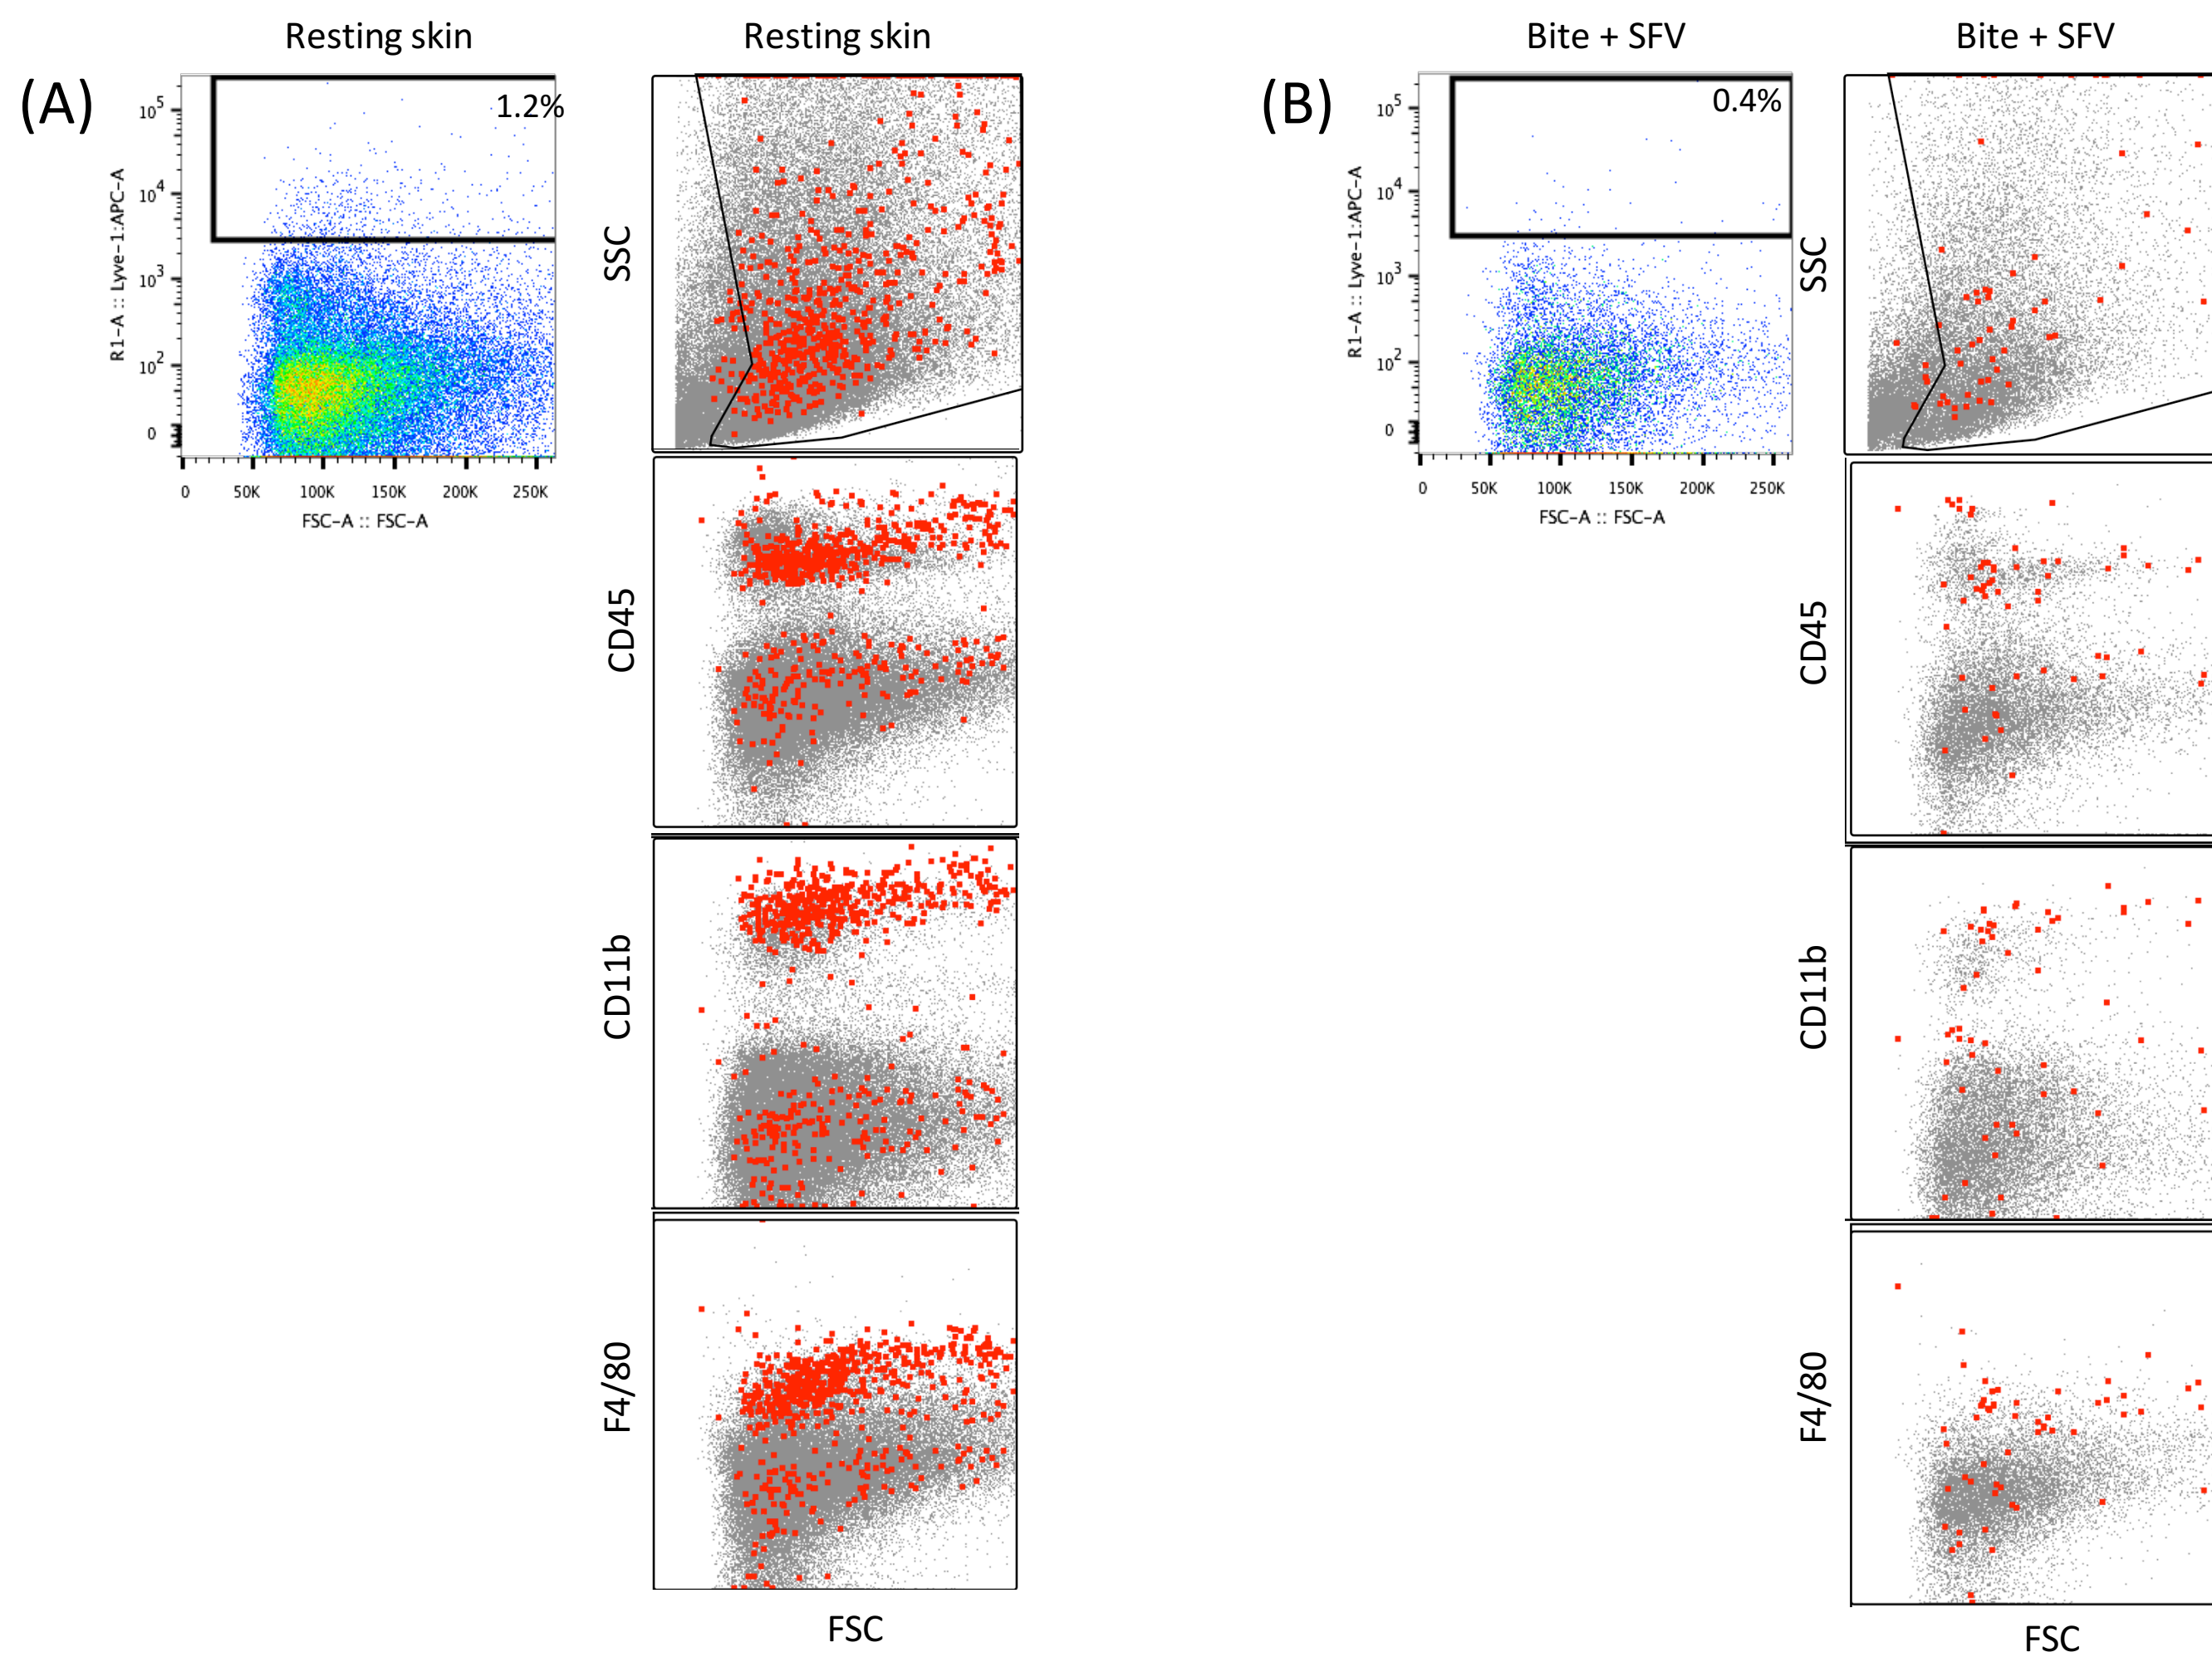 (A)
Resting skin
1.2%
10^5
10^4
10^3
10^2
0
R1-A :: Lyve-1:APC-A
0 50K 100K 150K 200K 250K
FSC-A :: FSC-A
Resting skin
SSC
CD45
CD11b
F4/80
FSC
(B)
Bite + SFV
0.4%
10^5
10^4
10^3
10^2
0
R1-A :: Lyve-1:APC-A
0 50K 100K 150K 200K 250K
FSC-A :: FSC-A
Bite + SFV
SSC
CD45
CD11b
F4/80
FSC